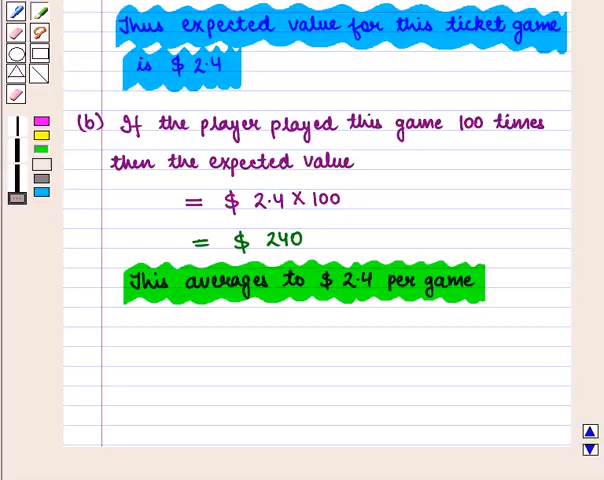 Thus expected value for this ticket game
is $ 2.4
(b) If the player played this game 100 times
then the expected value
= $ 2.4 × 100
= $ 240
This averages to $ 2.4 per game